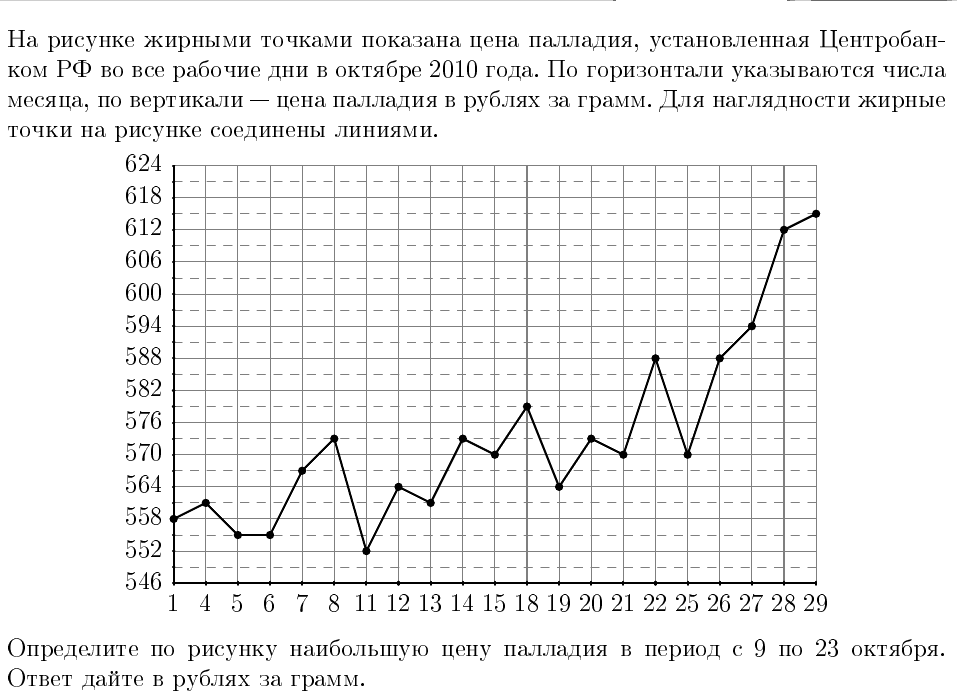 На рисунке жирными точками показана цена палладия, установленная Центробан-
ком РФ во все рабочие дни в октябре 2010 года. По горизонтали указываются числа
месяца, по вертикали — цена палладия в рублях за грамм. Для наглядности жирные
точки на рисунке соединены линиями.
624
618
612
606
600
594
588
582
576
570
564
558
552
546
1 4 5 6 7 8 11 12 13 14 15 18 19 20 21 22 25 26 27 28 29
Определите по рисунку наибольшую цену палладия в период с 9 по 23 октября.
Ответ дайте в рублях за грамм.